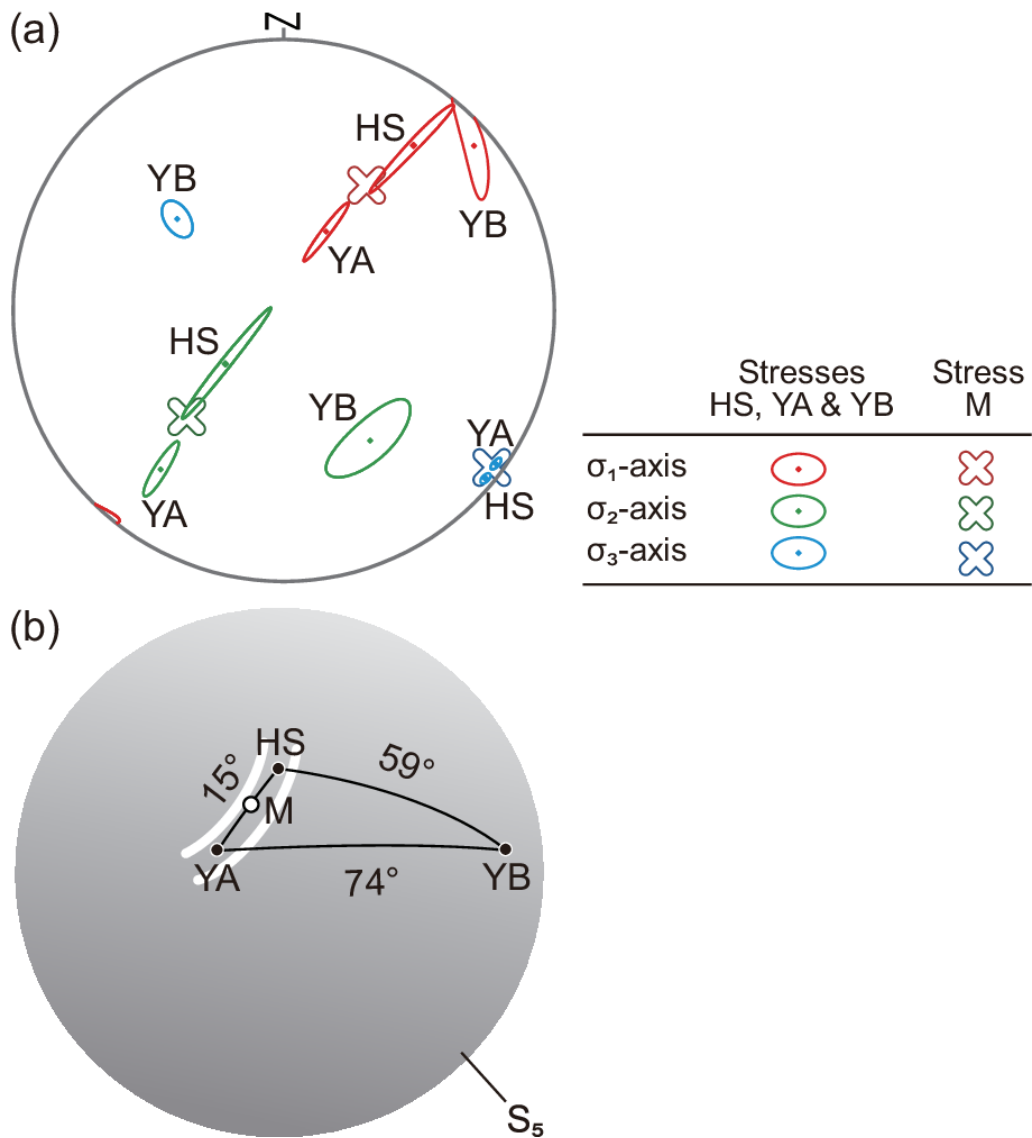 (a)
N
HS
YB
YB
YA
HS
YB
YA
YA
HS
Stresses Stress
HS, YA & YB M
σ₁-axis
σ₂-axis
σ₃-axis
(b)
HS
15°
59°
M
YA
74°
YB
S₅